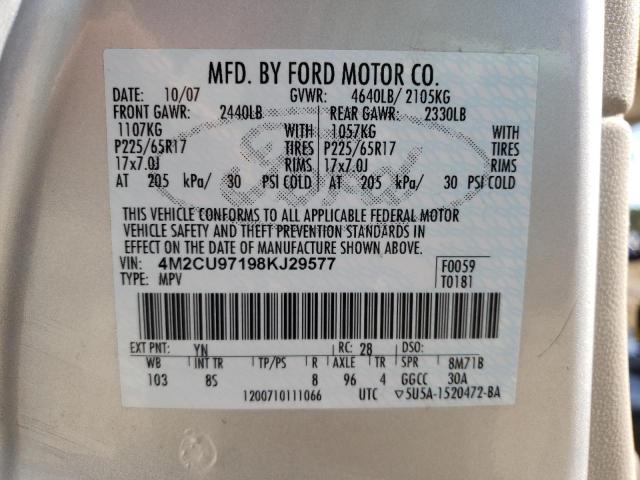 MFD. BY FORD MOTOR CO.
DATE: 10/07 GVWR: 4640LB/ 2105KG
FRONT GAWR: 2440LB REAR GAWR: 2330LB
1107KG WITH 1057KG WITH
P225/65R17 TIRES P225/65R17 TIRES
17x7.0J RIMS 17x7.0J RIMS
AT 205 kPa/ 30 PSI COLD AT 205 kPa/ 30 PSI COLD
THIS VEHICLE CONFORMS TO ALL APPLICABLE FEDERAL MOTOR
VEHICLE SAFETY AND THEFT PREVENTION STANDARDS IN
EFFECT ON THE DATE OF MANUFACTURE SHOWN ABOVE.
VIN: 4M2CU97198KJ29577 F0059
TYPE: MPV T0181
EXT PNT: YN RC: 28 DSO:
WB INT TR TP/PS R AXLE TR SPR 8M71B
103 8S 8 96 4 GGCC 30A
1200710111066 UTC ▽5U5A-1520472-BA